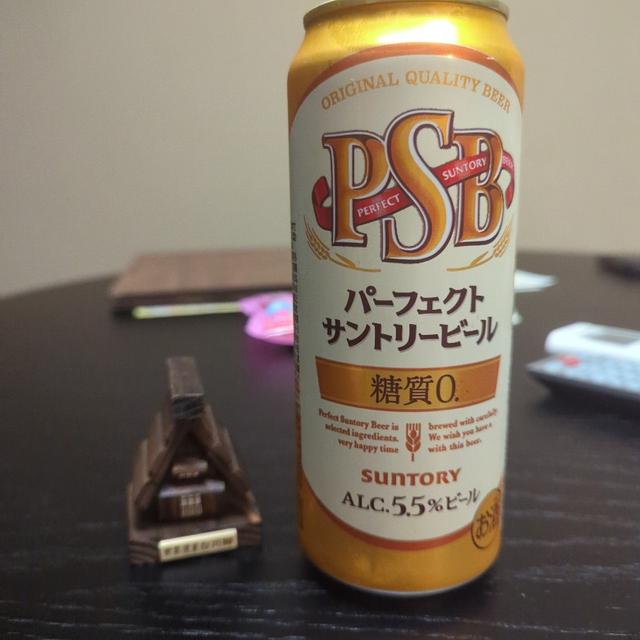 ORIGINAL QUALITY BEER
PSB
PERFECT SUNTORY BEER
パーフェクト
サントリービール
糖質0.
Perfect Suntory Beer is
selected ingredients.
very happy time
brewed with carefully
We wish you have a
with this beer.
SUNTORY
ALC.5.5%ビール
お酒